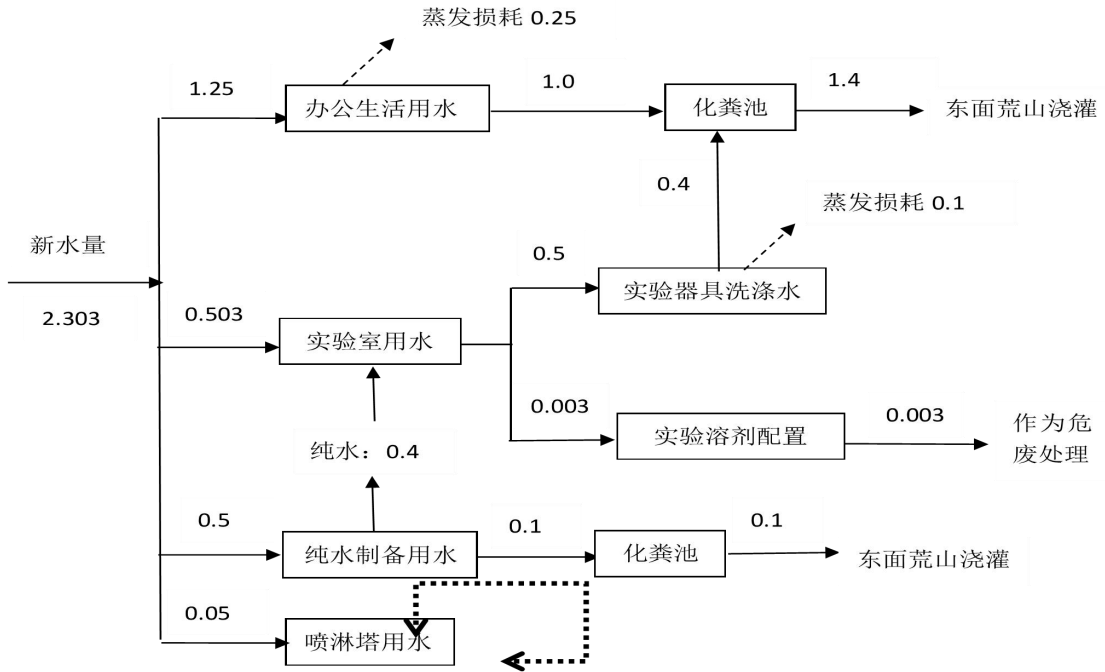 蒸发损耗 0.25
1.25
办公生活用水
1.0
化粪池
1.4
东面荒山浇灌
0.4
蒸发损耗 0.1
新水量
2.303
0.5
实验器具洗涤水
0.503
实验室用水
0.003
实验溶剂配置
0.003
作为危
废处理
纯水：0.4
0.5
纯水制备用水
0.1
化粪池
0.1
东面荒山浇灌
0.05
喷淋塔用水